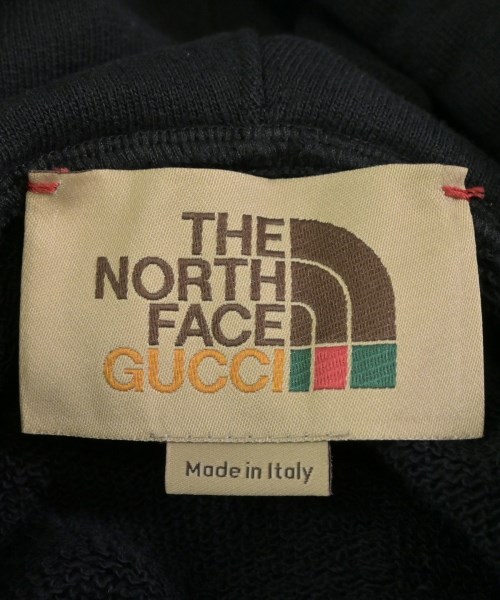 THE
NORTH
FACE
GUCCI
Made in Italy